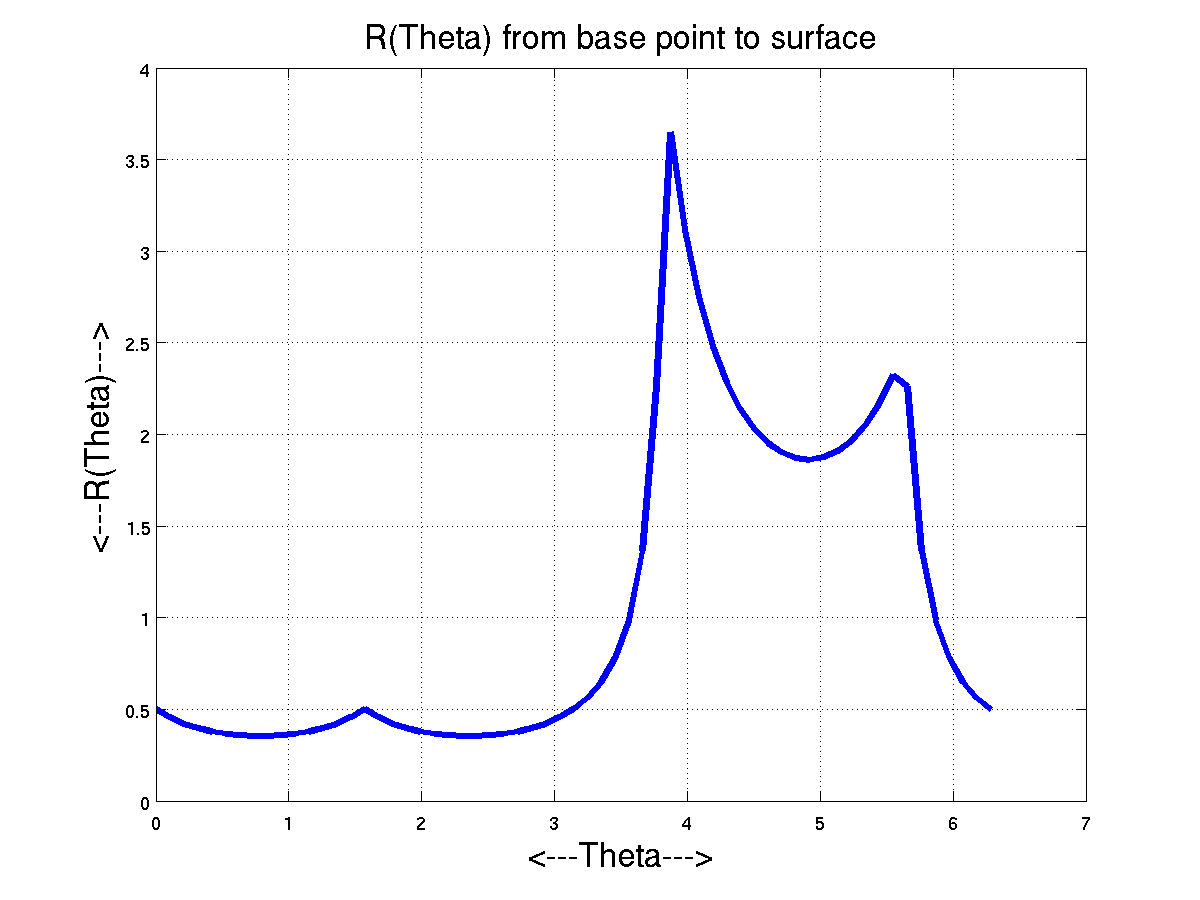 R(Theta) from base point to surface
4
3.5
3
2.5
2
1.5
1
0.5
0
<---R(Theta)--->
0 1 2 3 4 5 6 7
<---Theta--->